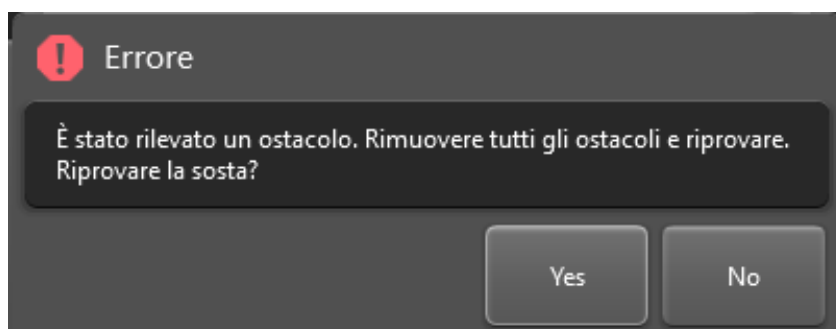 Errore
È stato rilevato un ostacolo. Rimuovere tutti gli ostacoli e riprovare.
Riprovare la sosta?
Yes
No